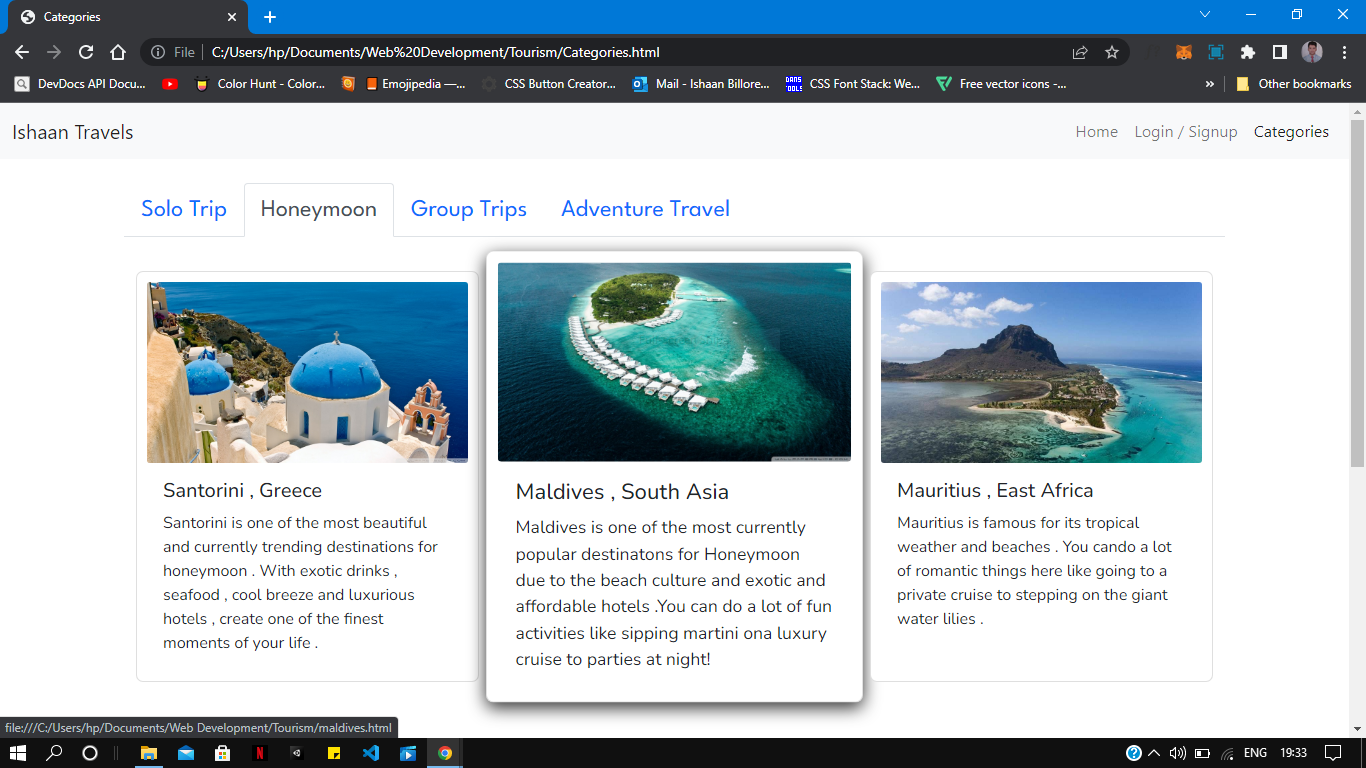 Categories
File C:/Users/hp/Documents/Web%20Development/Tourism/Categories.html
DevDocs API Docu... Color Hunt - Color... Emojipedia —... CSS Button Creator... Mail - Ishaan Billore... DANS TOOLS CSS Font Stack: We... Free vector icons -... » Other bookmarks
Ishaan Travels Home Login / Signup Categories
Solo Trip Honeymoon Group Trips Adventure Travel
Santorini , Greece
Santorini is one of the most beautiful
and currently trending destinations for
honeymoon . With exotic drinks ,
seafood , cool breeze and luxurious
hotels , create one of the finest
moments of your life .
Maldives , South Asia
Maldives is one of the most currently
popular destinatons for Honeymoon
due to the beach culture and exotic and
affordable hotels .You can do a lot of fun
activities like sipping martini ona luxury
cruise to parties at night!
Mauritius , East Africa
Mauritius is famous for its tropical
weather and beaches . You cando a lot
of romantic things here like going to a
private cruise to stepping on the giant
water lilies .
file:///C:/Users/hp/Documents/Web Development/Tourism/maldives.html
ENG 19:33